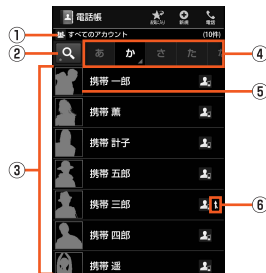 電話帳
お気に入り 新規 電話
① すべてのアカウント (10件)
② あ か さ た な ④
携帯 一郎 ⑤
携帯 薫
携帯 計子
③ 携帯 五郎
携帯 三郎 ⑥
携帯 四郎
携帯 遥